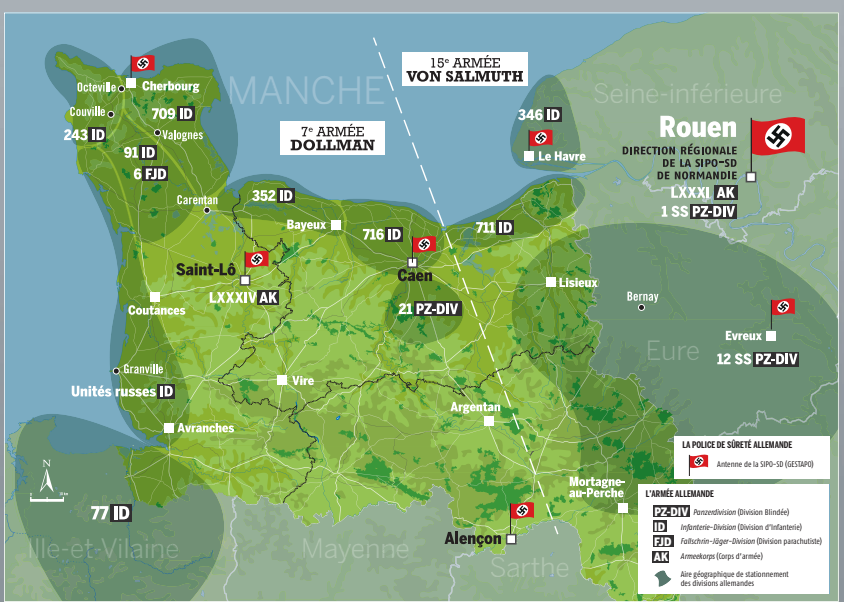 15e ARMÉE
VON SALMUTH
MANCHE
Seine-inférieure
7e ARMÉE
DOLLMAN
Octeville
Cherbourg
Couville
709 ID
243 ID
Valognes
91 ID
6 FJD
346 ID
Le Havre
Rouen
DIRECTION RÉGIONALE
DE LA SIPO-SD
DE NORMANDIE
LXXXI AK
1 SS PZ-DIV
Carentan
352 ID
Bayeux
716 ID
711 ID
Saint-Lô
LXXXIV AK
Caen
Coutances
21 PZ-DIV
Lisieux
Bernay
Evreux
Eure
12 SS PZ-DIV
Granville
Unités russes ID
Vire
Argentan
Avranches
Mortagne-
au-Perche
N
77 ID
Alençon
Ille-et-Vilaine
Mayenne
Sarthe
LA POLICE DE SÛRETÉ ALLEMANDE
Antenne de la SIPO-SD (GESTAPO)
L'ARMÉE ALLEMANDE
PZ-DIV Panzerdivision (Division Blindée)
ID Infanterie-Division (Division d'Infanterie)
FJD Fallschrin-Jäger-Division (Division parachutiste)
AK Armeekorps (Corps d'armée)
Aire géographique de stationnement
des divisions allemandes